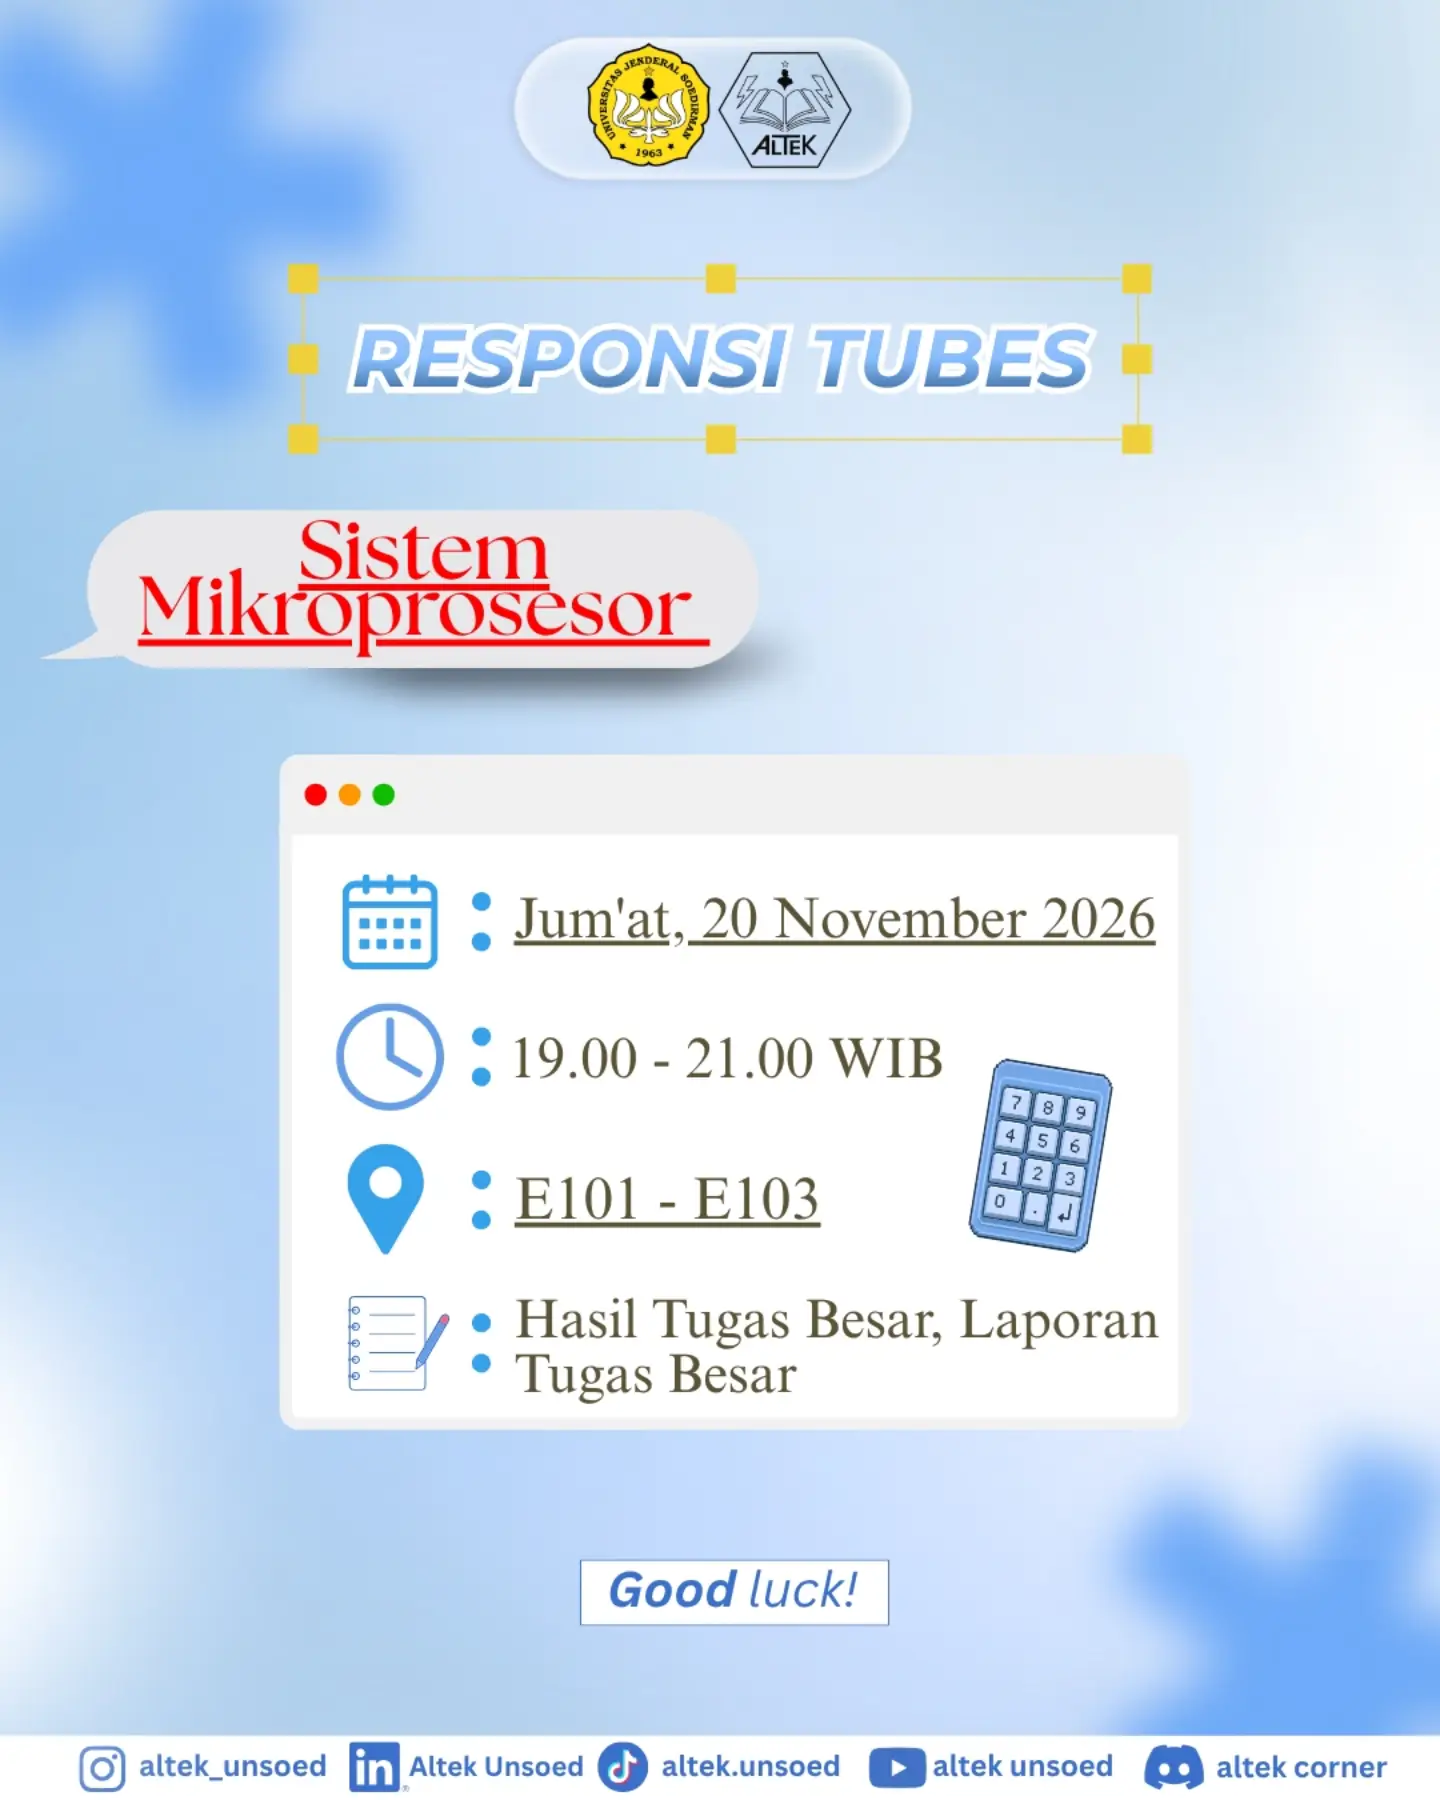 UNIVERSITAS JENDERAL SOEDIRMAN
1963
ALTEK
RESPONSI TUBES
Sistem
Mikroprosesor
Jum'at, 20 November 2026
19.00 - 21.00 WIB
7 8 9
4 5 6
1 2 3
0 . ↲
E101 - E103
Hasil Tugas Besar, Laporan
Tugas Besar
Good luck!
altek_unsoed
in Altek Unsoed
altek.unsoed
altek unsoed
altek corner